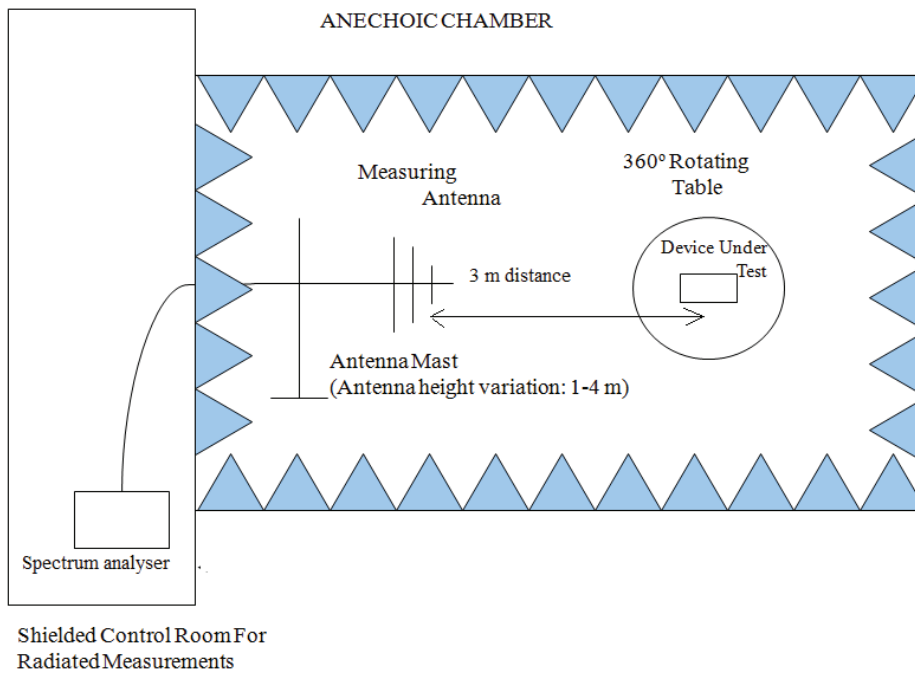 ANECHOIC CHAMBER
Measuring
Antenna
360º Rotating
Table
Device Under
Test
3 m distance
Antenna Mast
(Antenna height variation: 1-4 m)
Spectrum analyser
Shielded Control Room For
Radiated Measurements